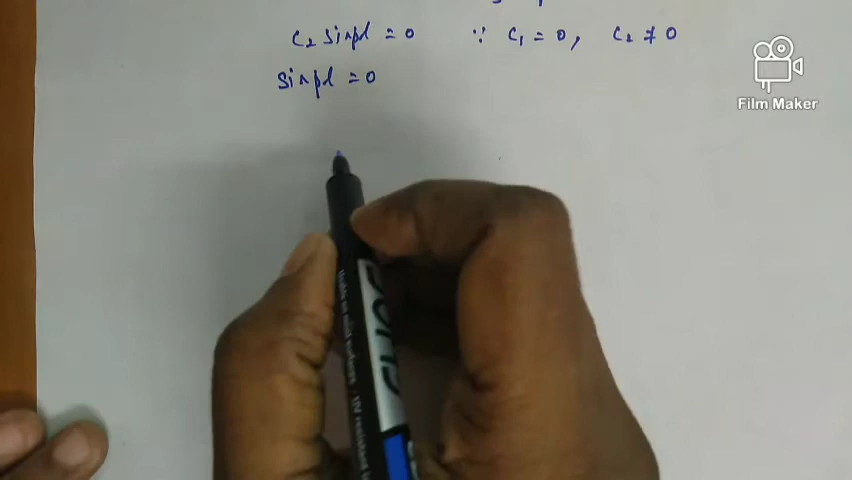 C₂ sinpl = 0 ∵ C₁ = 0, C₂ ≠ 0
sinpl = 0
Film Maker